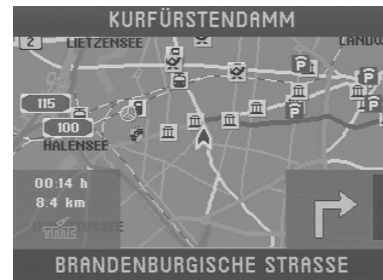 KURFÜRSTENDAMM
2
LIETZENSEE
115
100
HALENSEE
P
P
P
00:14 h
8.4 km
TMC
BRANDENBURGISCHE STRASSE